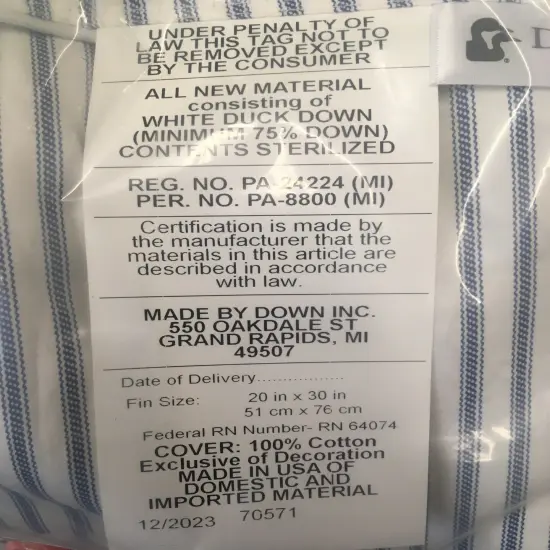 UNDER PENALTY OF
LAW THIS TAG NOT TO
BE REMOVED EXCEPT
BY THE CONSUMER
ALL NEW MATERIAL
consisting of
WHITE DUCK DOWN
(MINIMUM 75% DOWN)
CONTENTS STERILIZED
REG. NO. PA-24224 (MI)
PER. NO. PA-8800 (MI)
Certification is made by
the manufacturer that the
materials in this article are
described in accordance
with law.
MADE BY DOWN INC.
550 OAKDALE ST
GRAND RAPIDS, MI
49507
Date of Delivery.................
Fin Size: 20 in x 30 in
51 cm x 76 cm
Federal RN Number- RN 64074
COVER: 100% Cotton
Exclusive of Decoration
MADE IN USA OF
DOMESTIC AND
IMPORTED MATERIAL
12/2023 70571